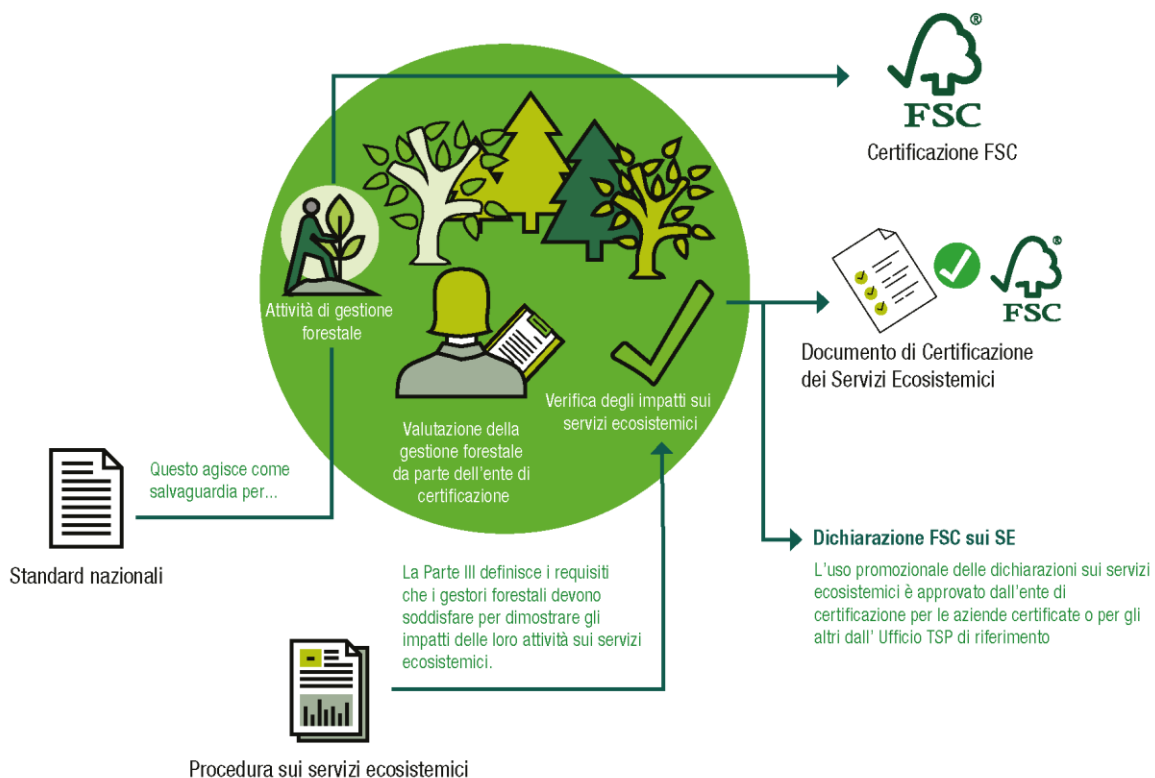 FSC
®
Certificazione FSC
Attività di gestione
forestale
Valutazione della
gestione forestale
da parte dell'ente di
certificazione
Verifica degli impatti sui
servizi ecosistemici
®
FSC
Documento di Certificazione
dei Servizi Ecosistemici
Questo agisce come
salvaguardia per...
Standard nazionali
La Parte III definisce i requisiti
che i gestori forestali devono
soddisfare per dimostrare gli
impatti delle loro attività sui servizi
ecosistemici.
Procedura sui servizi ecosistemici
Dichiarazione FSC sui SE
L'uso promozionale delle dichiarazioni sui servizi
ecosistemici è approvato dall'ente di
certificazione per le aziende certificate o per gli
altri dall' Ufficio TSP di riferimento